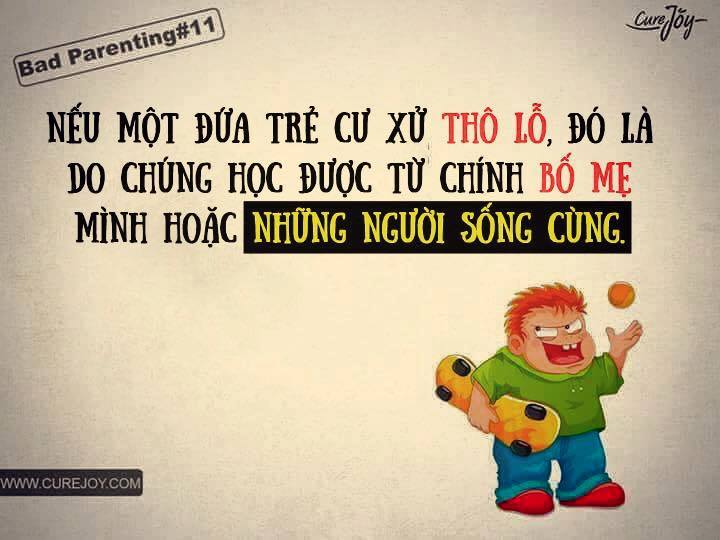 Bad Parenting#11
CureJoy
NẾU MỘT ĐỨA TRẺ CƯ XỬ THÔ LỖ, ĐÓ LÀ
DO CHÚNG HỌC ĐƯỢC TỪ CHÍNH BỐ MẸ
MÌNH HOẶC NHỮNG NGƯỜI SỐNG CÙNG.
WWW.CUREJOY.COM